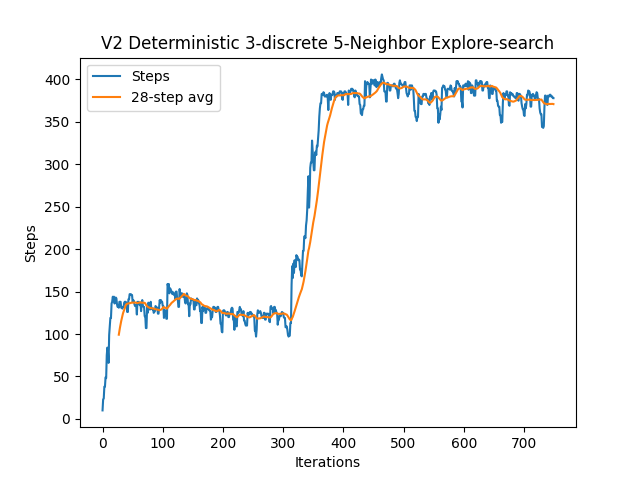 V2 Deterministic 3-discrete 5-Neighbor Explore-search
Steps
28-step avg
Steps
400
350
300
250
200
150
100
50
0
0 100 200 300 400 500 600 700
Iterations